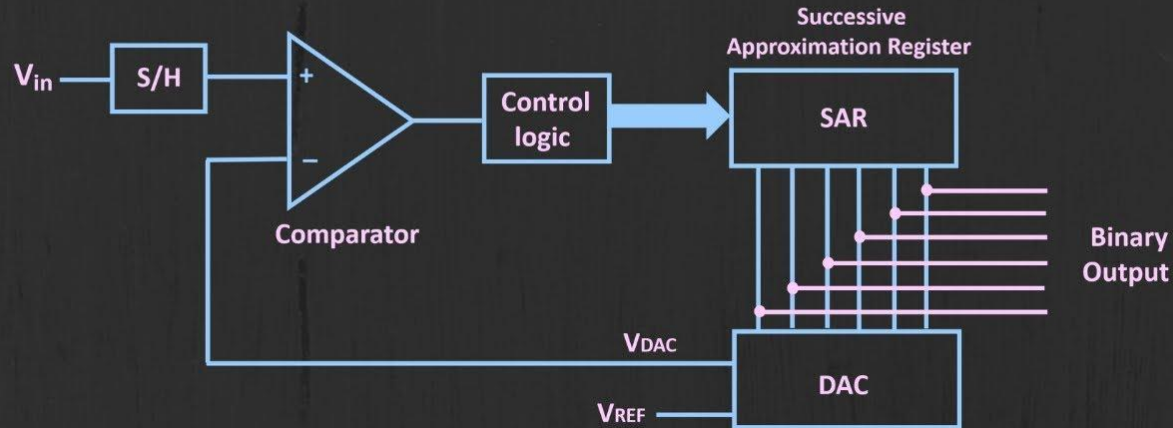 Successive
Approximation Register
Vin
S/H
+
Control
logic
SAR
−
Comparator
Binary
Output
VDAC
DAC
VREF